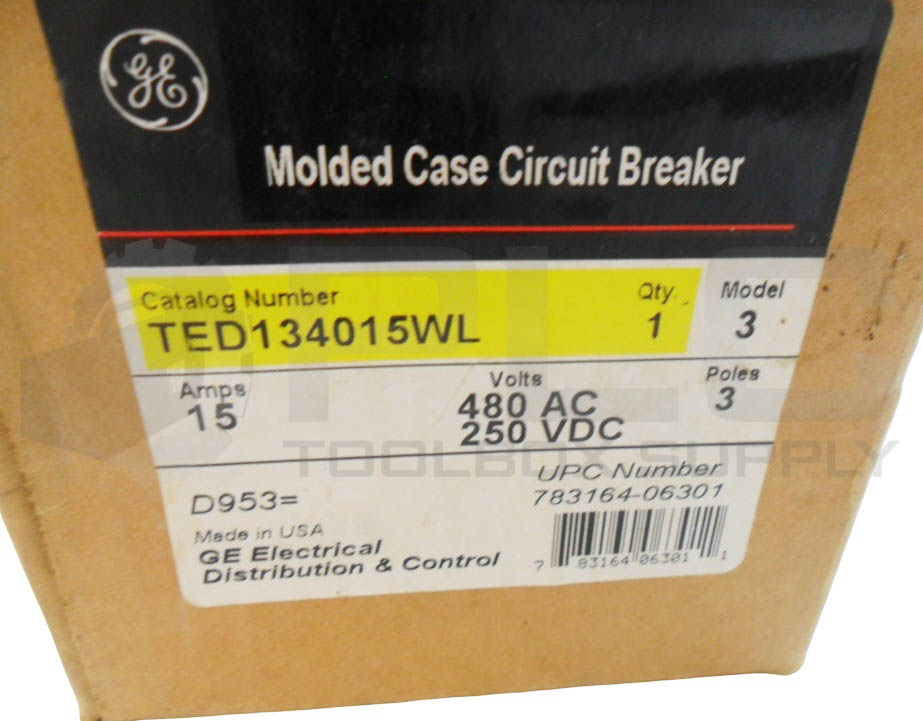 GE
Molded Case Circuit Breaker
Catalog Number Qty. Model
TED134015WL 1 3
Amps Volts Poles
15 480 AC 3
250 VDC
PLC
TOOLBOX SUPPLY
UPC Number
D953= 783164-06301
Made in USA
GE Electrical
Distribution & Control
7 83164 06301 1